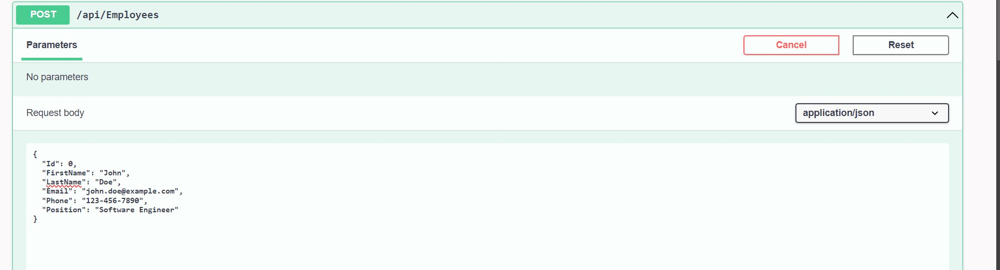 POST /api/Employees
Parameters Cancel Reset
No parameters
Request body application/json
{
"Id": 0,
"FirstName": "John",
"LastName": "Doe",
"Email": "john.doe@example.com",
"Phone": "123-456-7890",
"Position": "Software Engineer"
}